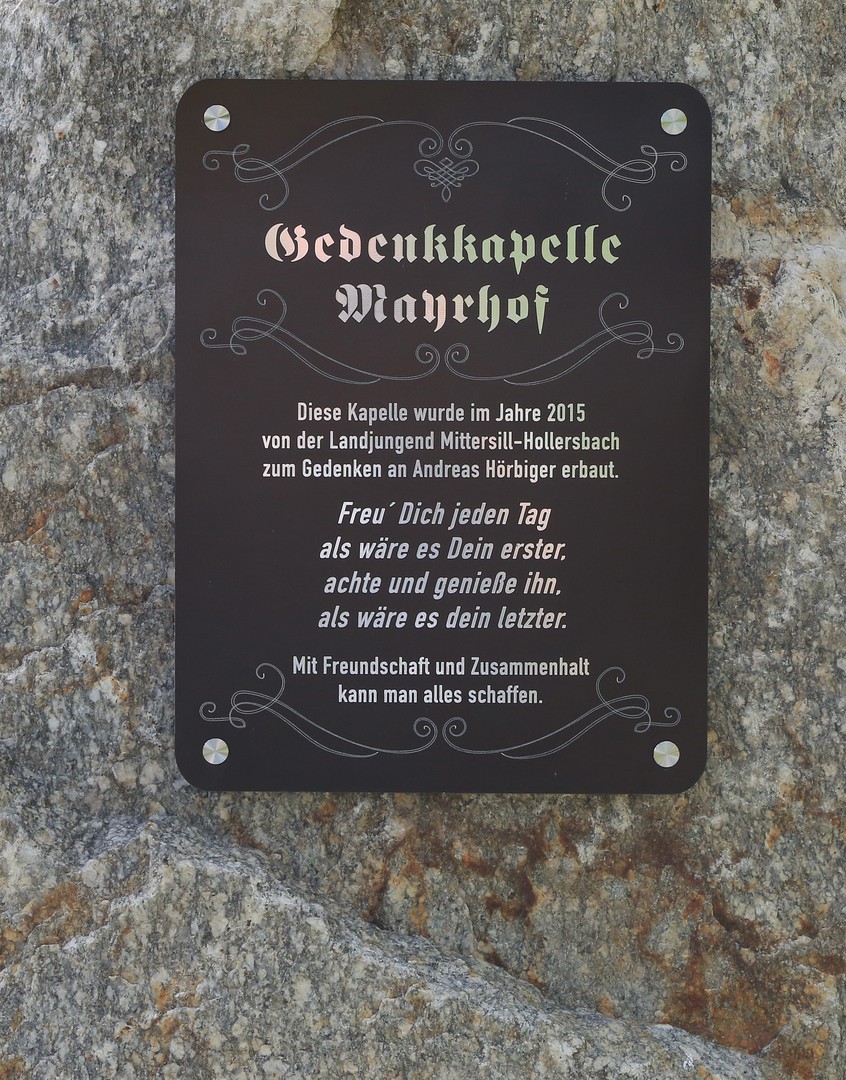 Gedenkkapelle
Mayrhof
Diese Kapelle wurde im Jahre 2015
von der Landjungend Mittersill-Hollersbach
zum Gedenken an Andreas Hörbiger erbaut.
Freu´ Dich jeden Tag
als wäre es Dein erster,
achte und genieße ihn,
als wäre es dein letzter.
Mit Freundschaft und Zusammenhalt
kann man alles schaffen.